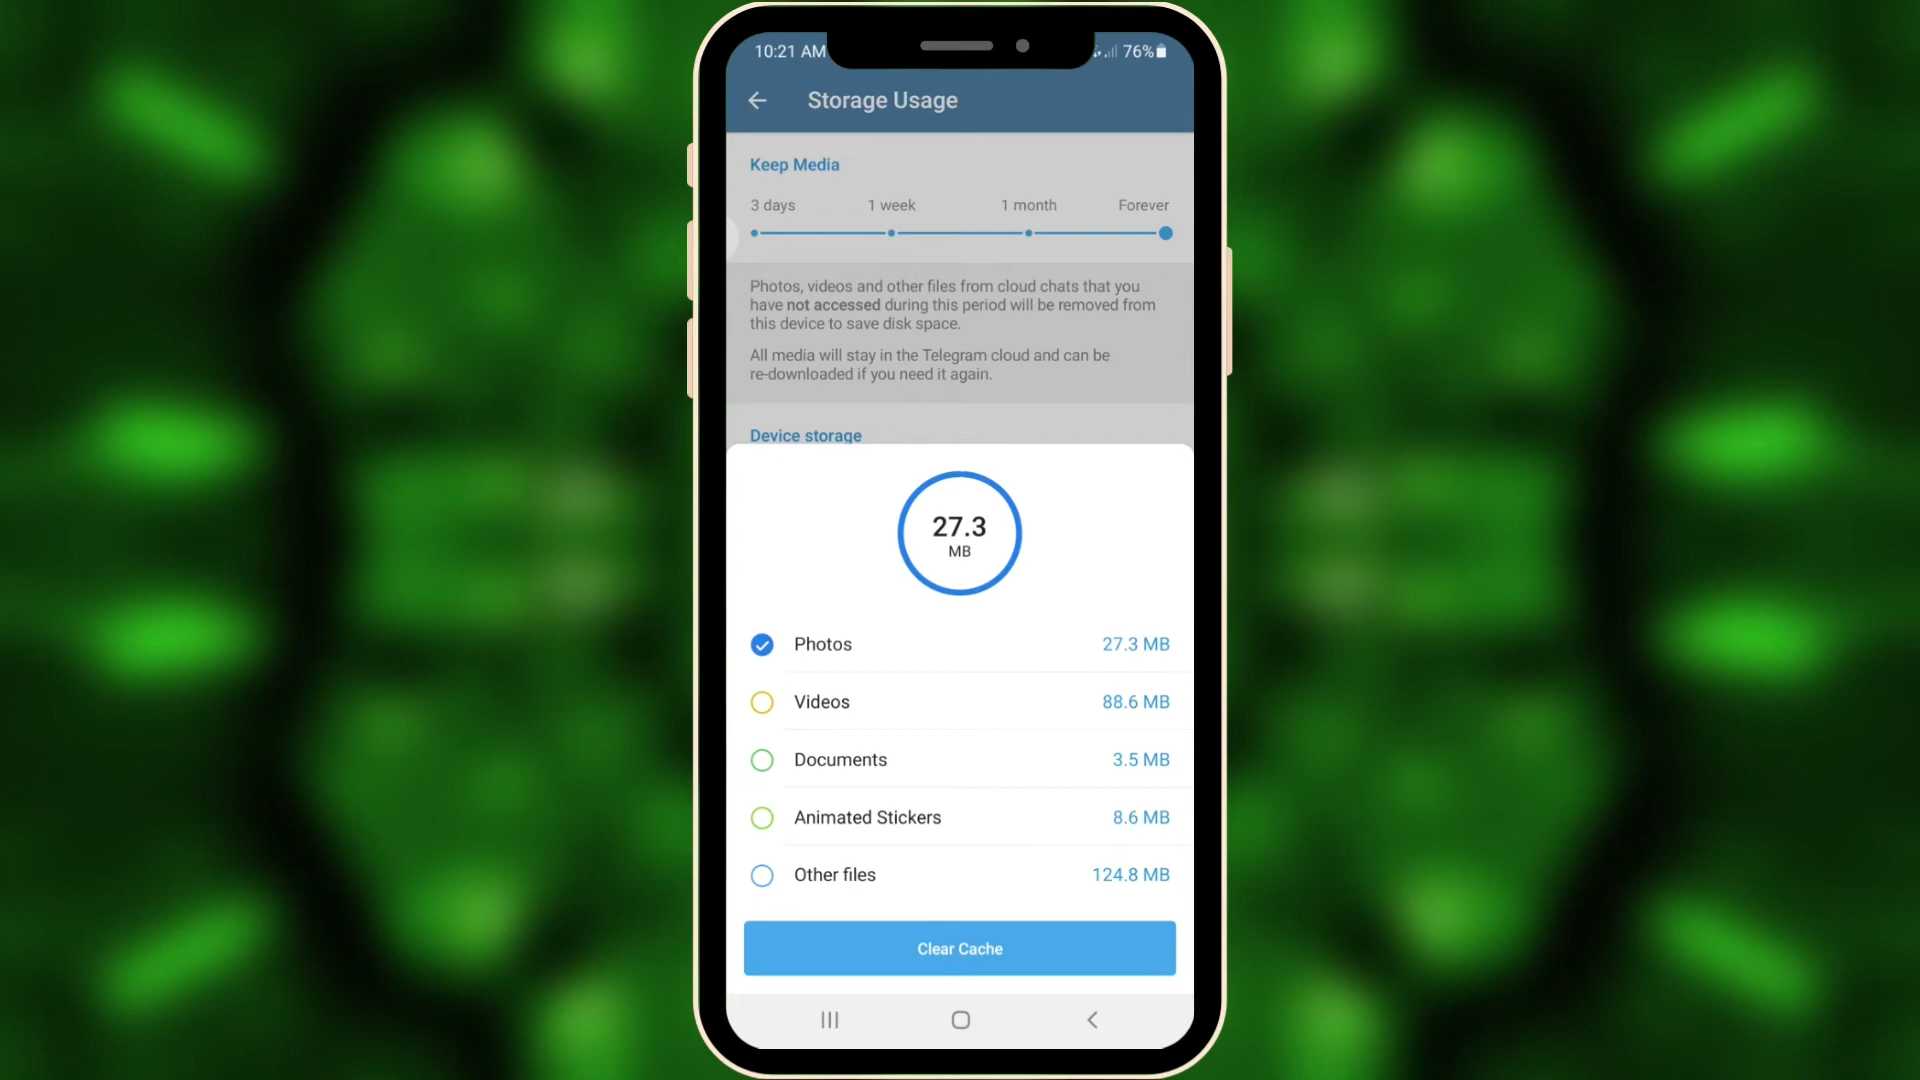 10:21 AM
76%
Storage Usage
Keep Media
3 days
1 week
1 month
Forever
Photos, videos and other files from cloud chats that you
have not accessed during this period will be removed from
this device to save disk space.
All media will stay in the Telegram cloud and can be
re-downloaded if you need it again.
Device storage
27.3
MB
Photos
27.3 MB
Videos
88.6 MB
Documents
3.5 MB
Animated Stickers
8.6 MB
Other files
124.8 MB
Clear Cache